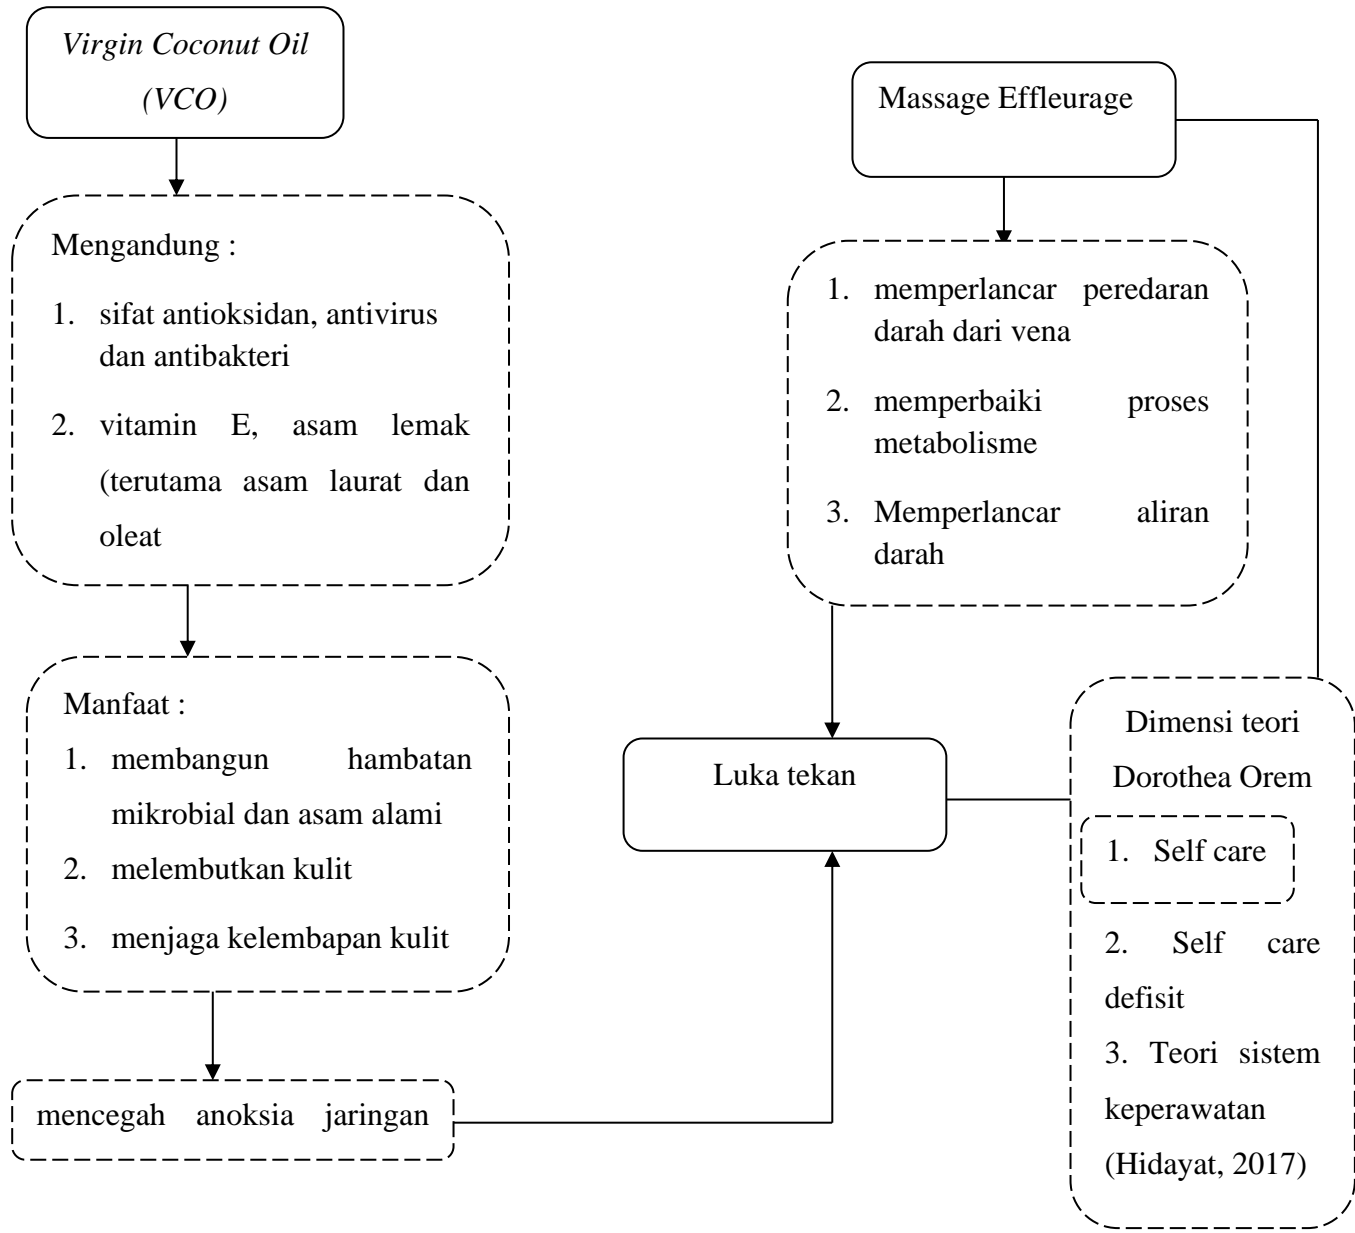 Virgin Coconut Oil
(VCO)
Mengandung :
1. sifat antioksidan, antivirus
dan antibakteri
2. vitamin E, asam lemak
(terutama asam laurat dan
oleat
Manfaat :
1. membangun hambatan
mikrobial dan asam alami
2. melembutkan kulit
3. menjaga kelembapan kulit
mencegah anoksia jaringan
Massage Effleurage
1. memperlancar peredaran
darah dari vena
2. memperbaiki proses
metabolisme
3. Memperlancar aliran
darah
Luka tekan
Dimensi teori
Dorothea Orem
1. Self care
2. Self care
defisit
3. Teori sistem
keperawatan
(Hidayat, 2017)